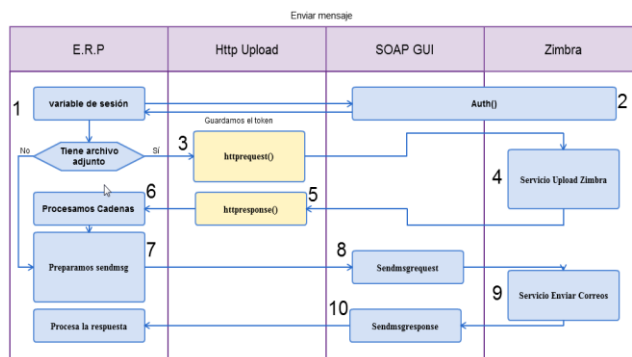 Enviar mensaje
E.R.P
Http Upload
SOAP GUI
Zimbra
1
variable de sesión
Auth()
2
Guardamos el token
No
Tiene archivo
adjunto
Sí
3
httprequest()
4
Servicio Upload Zimbra
6
Procesamos Cadenas
5
httpresponse()
7
Preparamos sendmsg
8
Sendmsgrequest
9
Servicio Enviar Correos
10
Procesa la respuesta
Sendmsgresponse